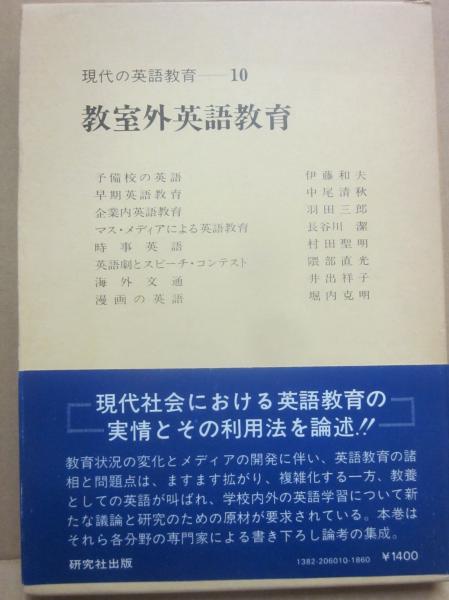 現代の英語教育——10
教室外英語教育
予備校の英語 伊藤和夫
早期英語教育 中尾清秋
企業内英語教育 羽田三郎
マス・メディアによる英語教育 長谷川 潔
時事英語 村田聖明
英語劇とスピーチ・コンテスト 隈部直光
海外文通 井出祥子
漫画の英語 堀内克明
現代社会における英語教育の
実情とその利用法を論述!!
教育状況の変化とメディアの開発に伴い、英語教育の諸
相と問題点は、ますます拡がり、複雑化する一方、教養
としての英語が叫ばれ、学校内外の英語学習について新
たな議論と研究のための原材が要求されている。本巻は
それら各分野の専門家による書き下ろし論考の集成。
研究社出版 1382-206010-1860 ¥1400